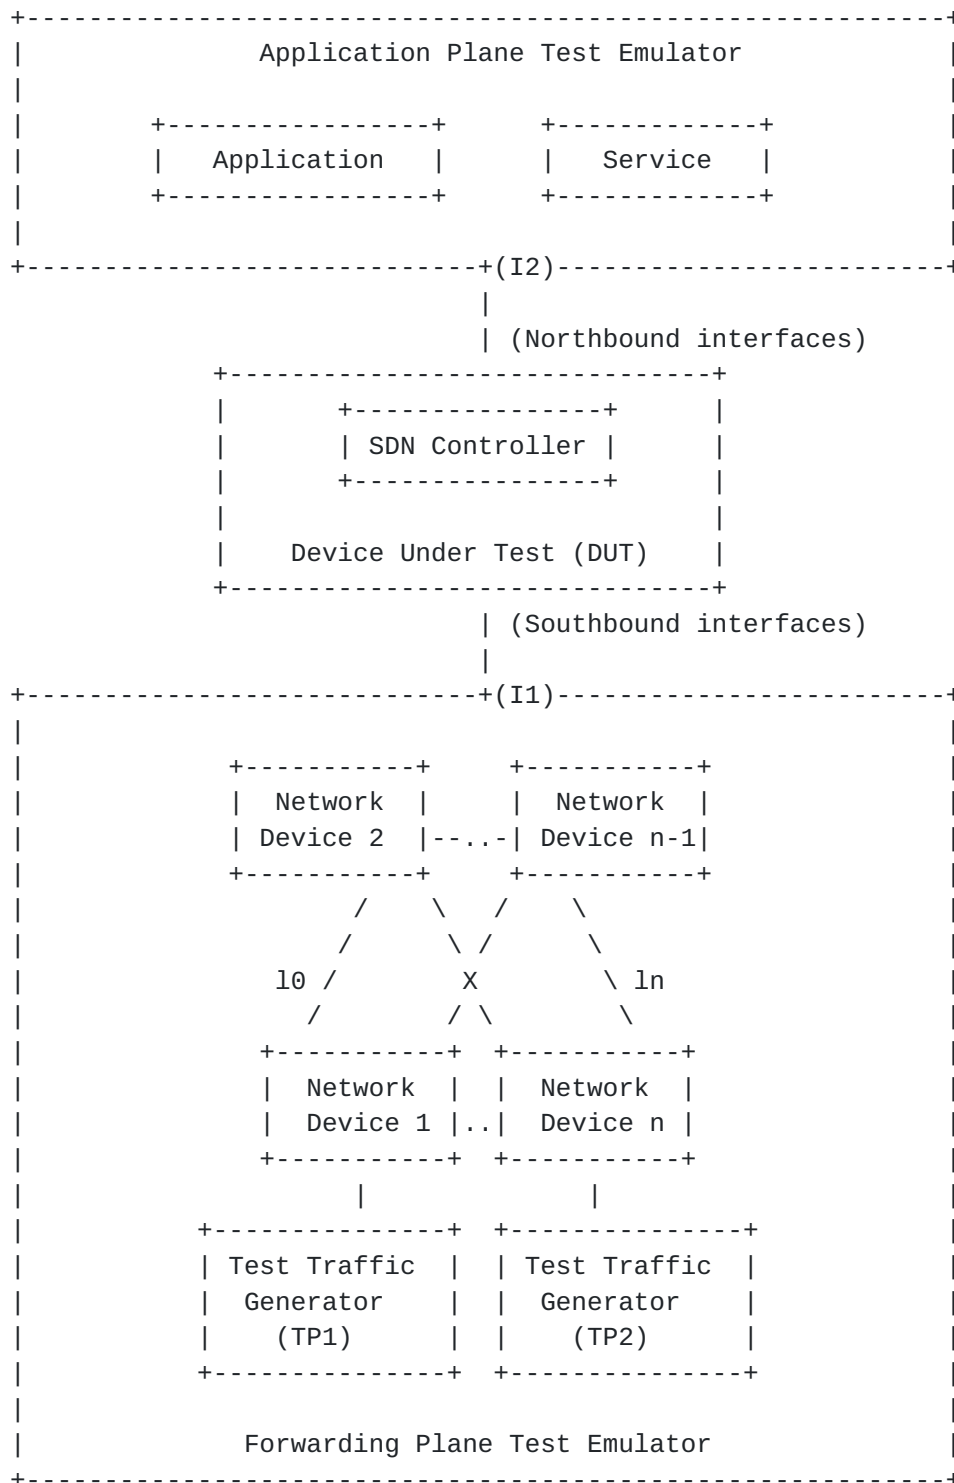 Application Plane Test Emulator
Application Service
(I2)
(Northbound interfaces)
SDN Controller
Device Under Test (DUT)
(Southbound interfaces)
(I1)
Network Network
Device 2 --..- Device n-1
l0 X ln
Network Network
Device 1 .. Device n
Test Traffic Test Traffic
Generator Generator
(TP1) (TP2)
Forwarding Plane Test Emulator